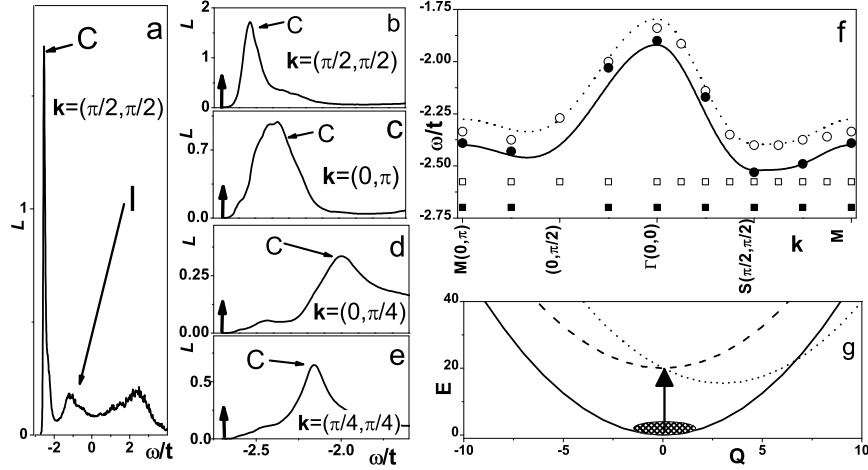 a
C
k=(π/2,π/2)
I
L
1
0
-2
0
2
ω/t
b
L
2
1
0
C
k=(π/2,π/2)
c
L
0.7
0.0
C
k=(0,π)
d
L
0.25
0.00
C
k=(0,π/4)
e
L
0.5
0.0
C
k=(π/4,π/4)
-2.5
-2.0
ω/t
f
ω/t
-1.75
-2.00
-2.25
-2.50
-2.75
M(0,π)
(0,π/2)
Γ(0,0)
S(π/2,π/2)
k
M
g
E
40
20
0
-10
-5
0
5
10
Q